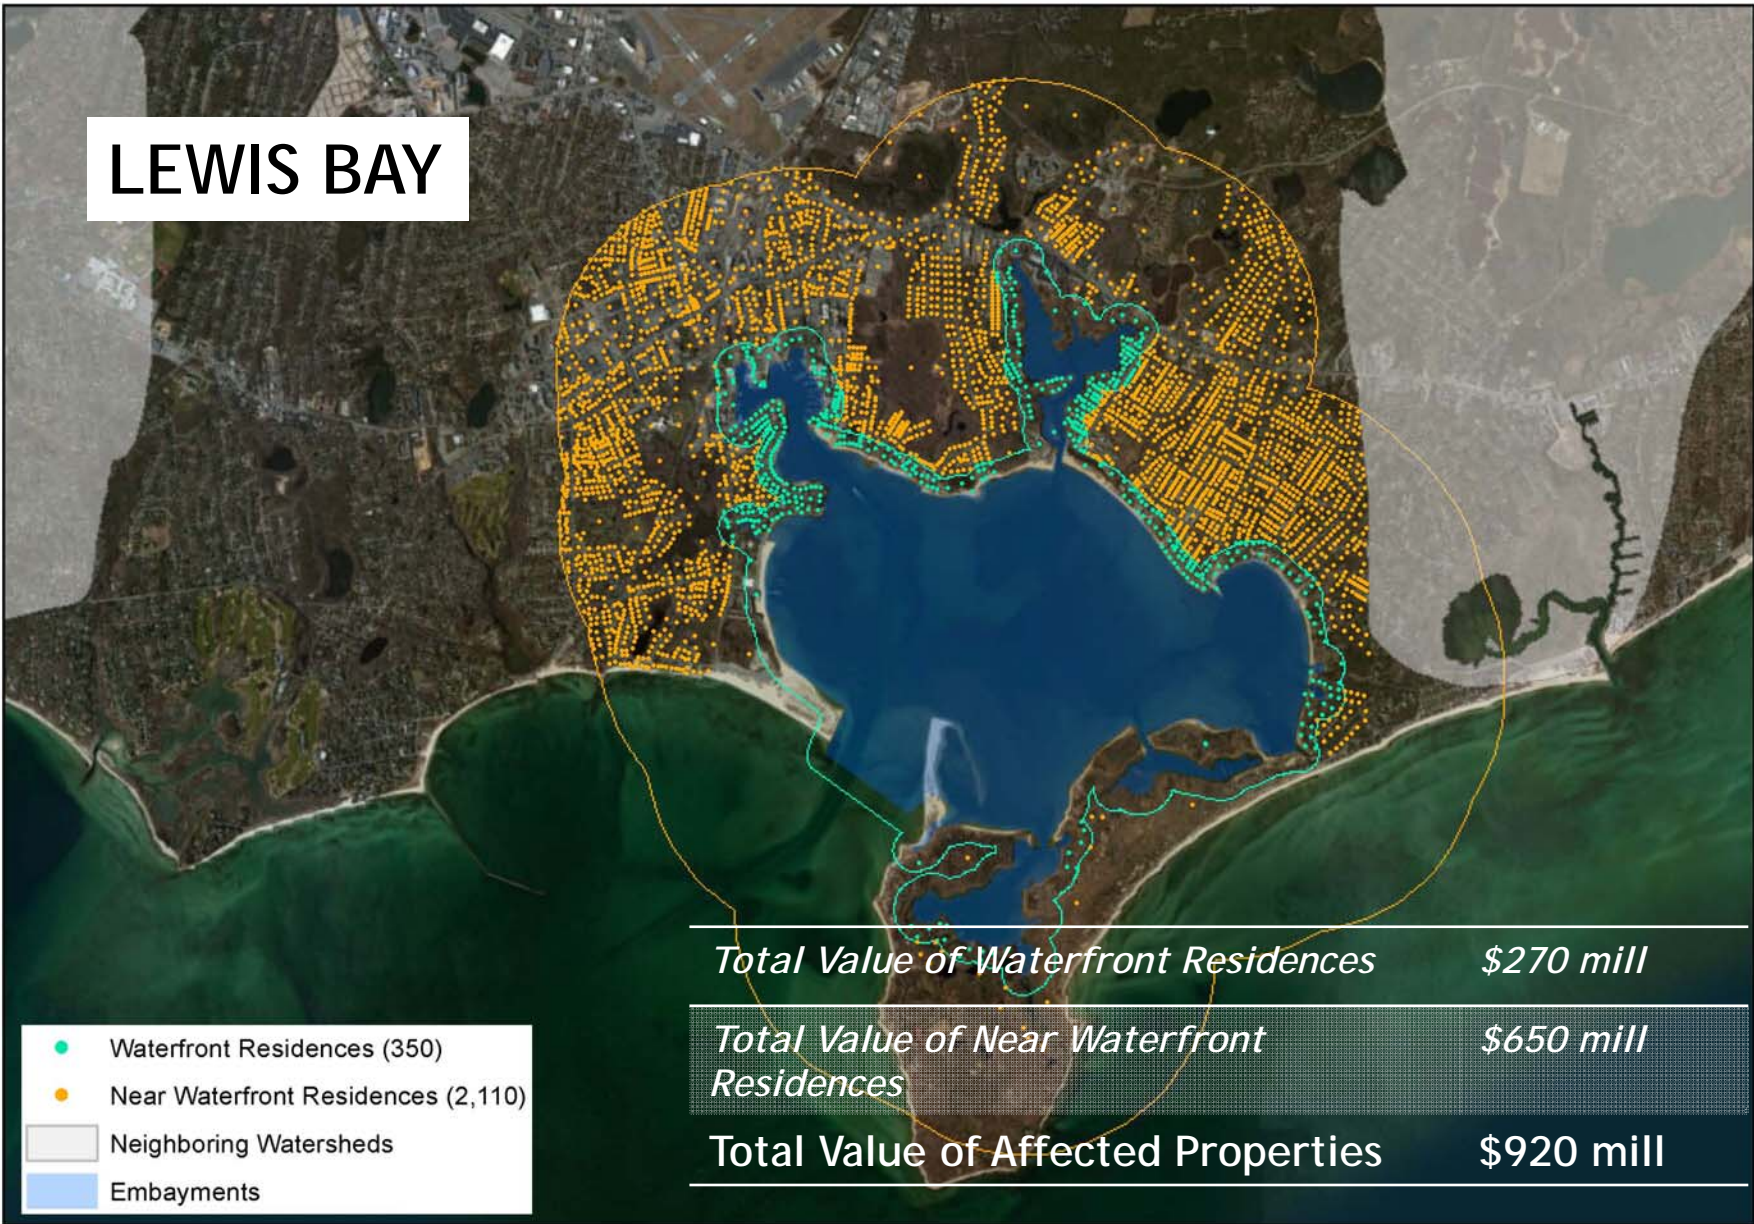 LEWIS BAY
Total Value of Waterfront Residences $270 mill
Total Value of Near Waterfront $650 mill
Residences
Total Value of Affected Properties $920 mill
Waterfront Residences (350)
Near Waterfront Residences (2,110)
Neighboring Watersheds
Embayments